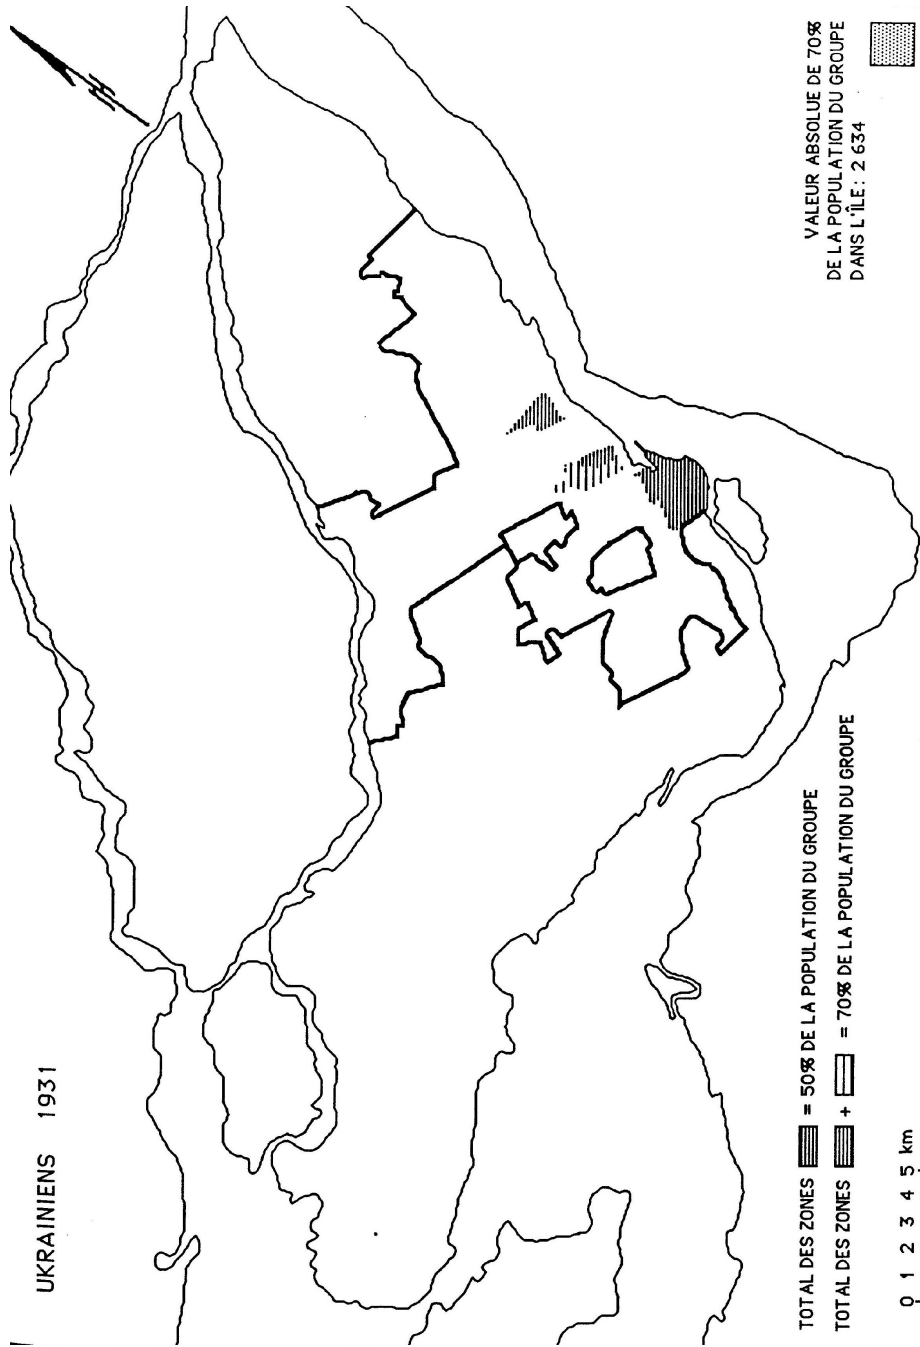 UKRAINIENS 1931
N
VALEUR ABSOLUE DE 70%
DE LA POPULATION DU GROUPE
DANS L'ÎLE: 2 634
TOTAL DES ZONES = 50% DE LA POPULATION DU GROUPE
TOTAL DES ZONES + = 70% DE LA POPULATION DU GROUPE
0 1 2 3 4 5 km